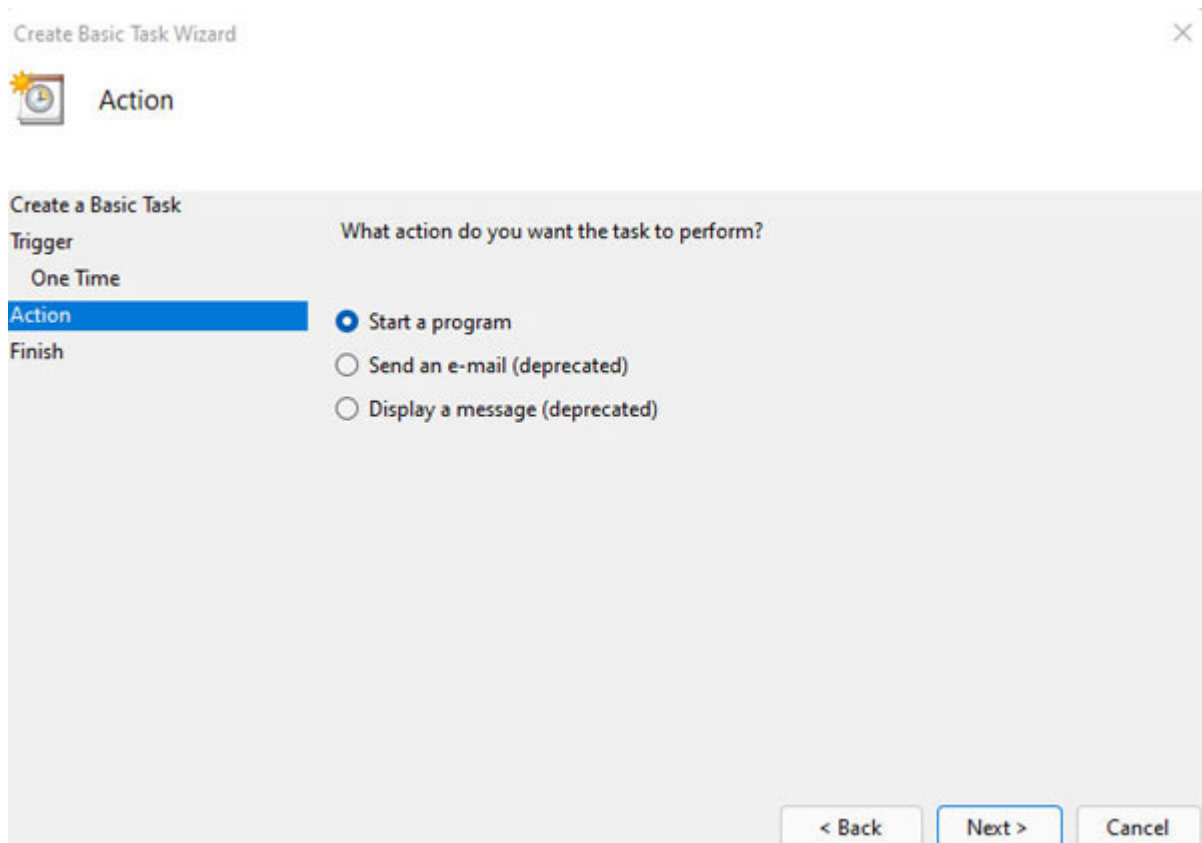 Create Basic Task Wizard
Action
Create a Basic Task
Trigger
One Time
Action
Finish
What action do you want the task to perform?
Start a program
Send an e-mail (deprecated)
Display a message (deprecated)
< Back
Next >
Cancel